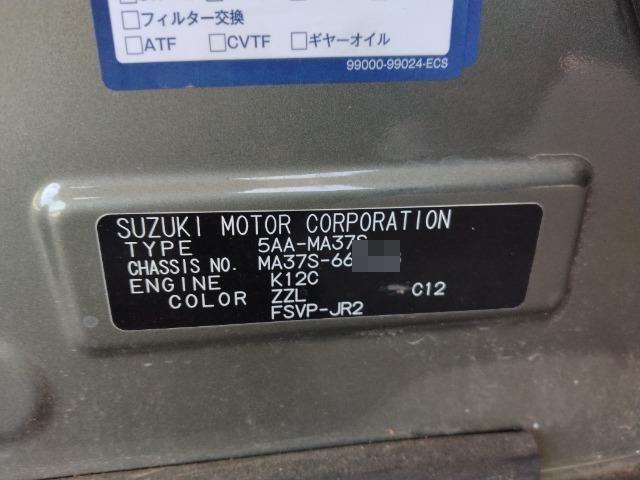 □フィルター交換
□ATF □CVTF □ギヤーオイル
99000-99024-ECS
SUZUKI MOTOR CORPORATION
TYPE 5AA-MA37S
CHASSIS NO. MA37S-66
ENGINE K12C
COLOR ZZL C12
FSVP-JR2